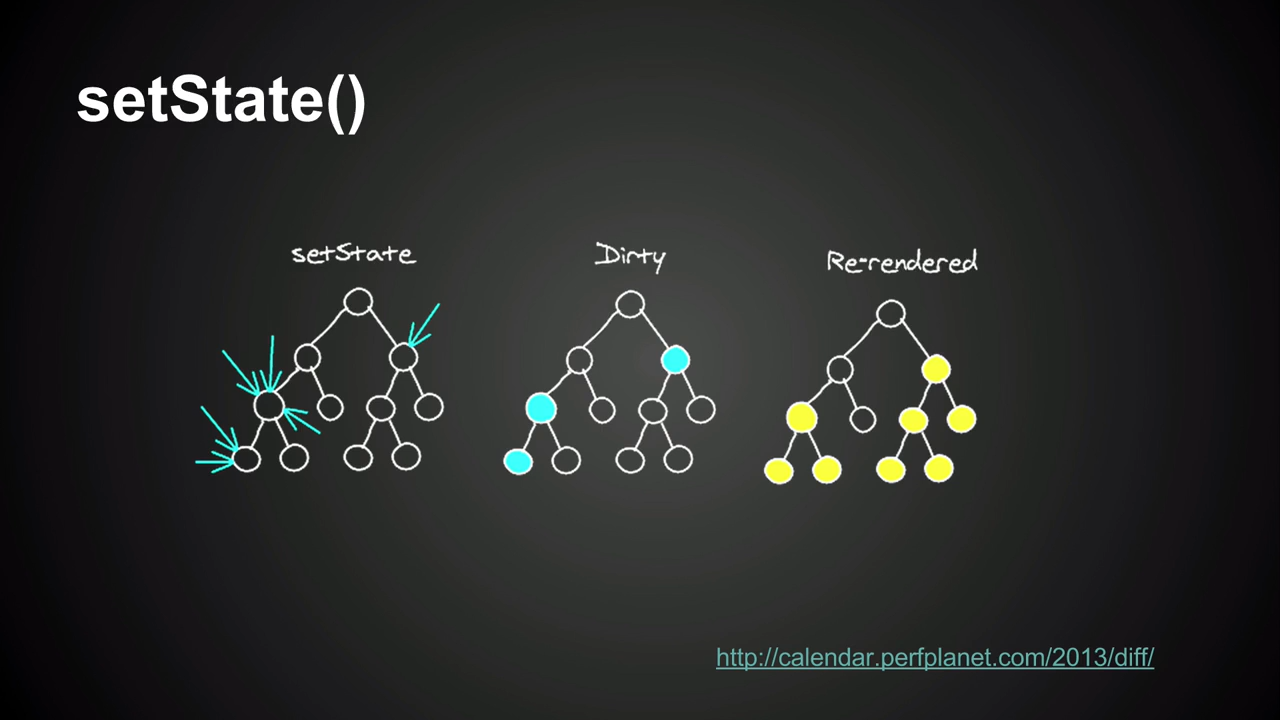 setState()
setState
Dirty
Re-rendered
http://calendar.perfplanet.com/2013/diff/